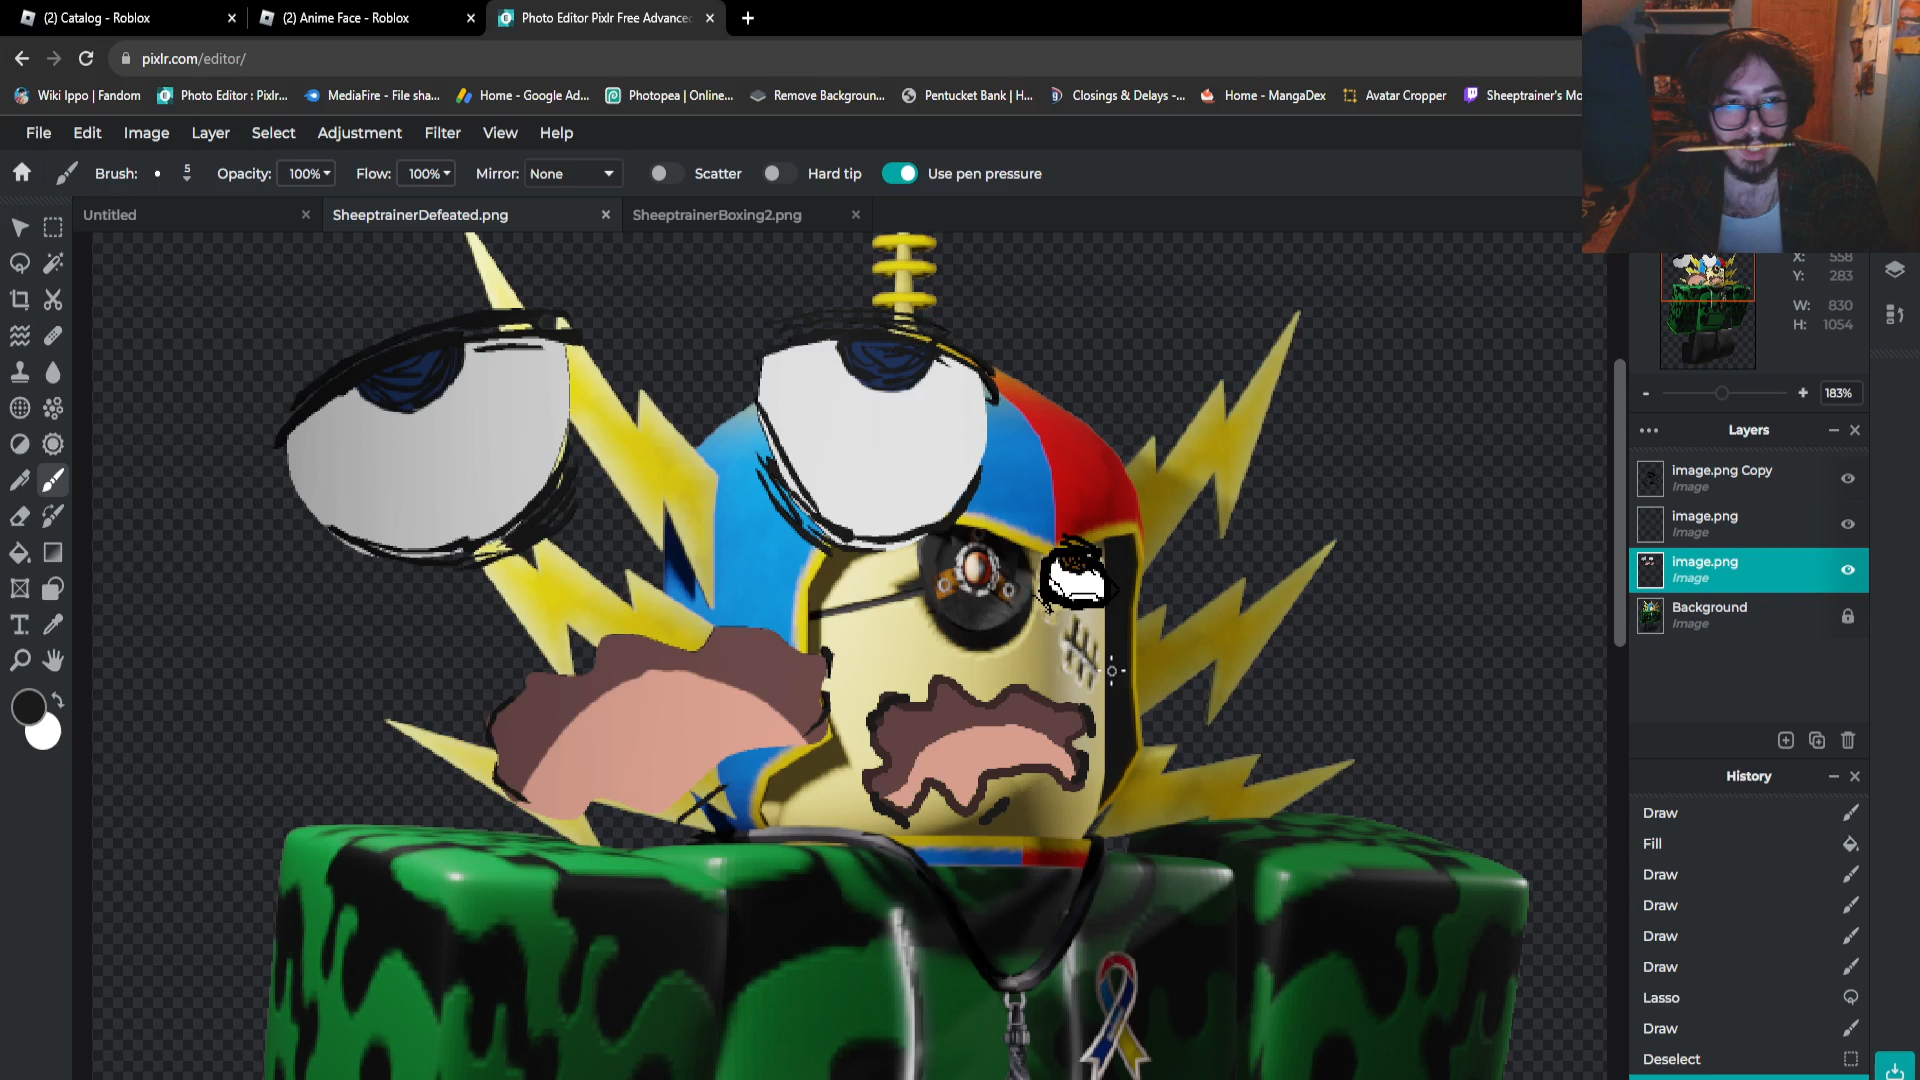 (2) Catalog - Roblox
(2) Anime Face - Roblox
Photo Editor Pixlr Free Advance
pixlr.com/editor/
Wiki Ippo | Fandom
Photo Editor : Pixlr...
MediaFire - File sha...
Home - Google Ad...
Photopea | Online...
Remove Backgroun...
Pentucket Bank | H...
Closings & Delays -...
Home - MangaDex
Avatar Cropper
Sheeptrainer's Mo
File Edit Image Layer Select Adjustment Filter View Help
Brush: 5 Opacity: 100% Flow: 100% Mirror: None Scatter Hard tip Use pen pressure
Untitled
SheeptrainerDefeated.png
SheeptrainerBoxing2.png
X: 558
Y: 283
W: 830
H: 1054
183%
Layers
image.png Copy
Image
image.png
Image
image.png
Image
Background
Image
History
Draw
Fill
Draw
Draw
Draw
Draw
Lasso
Draw
Deselect